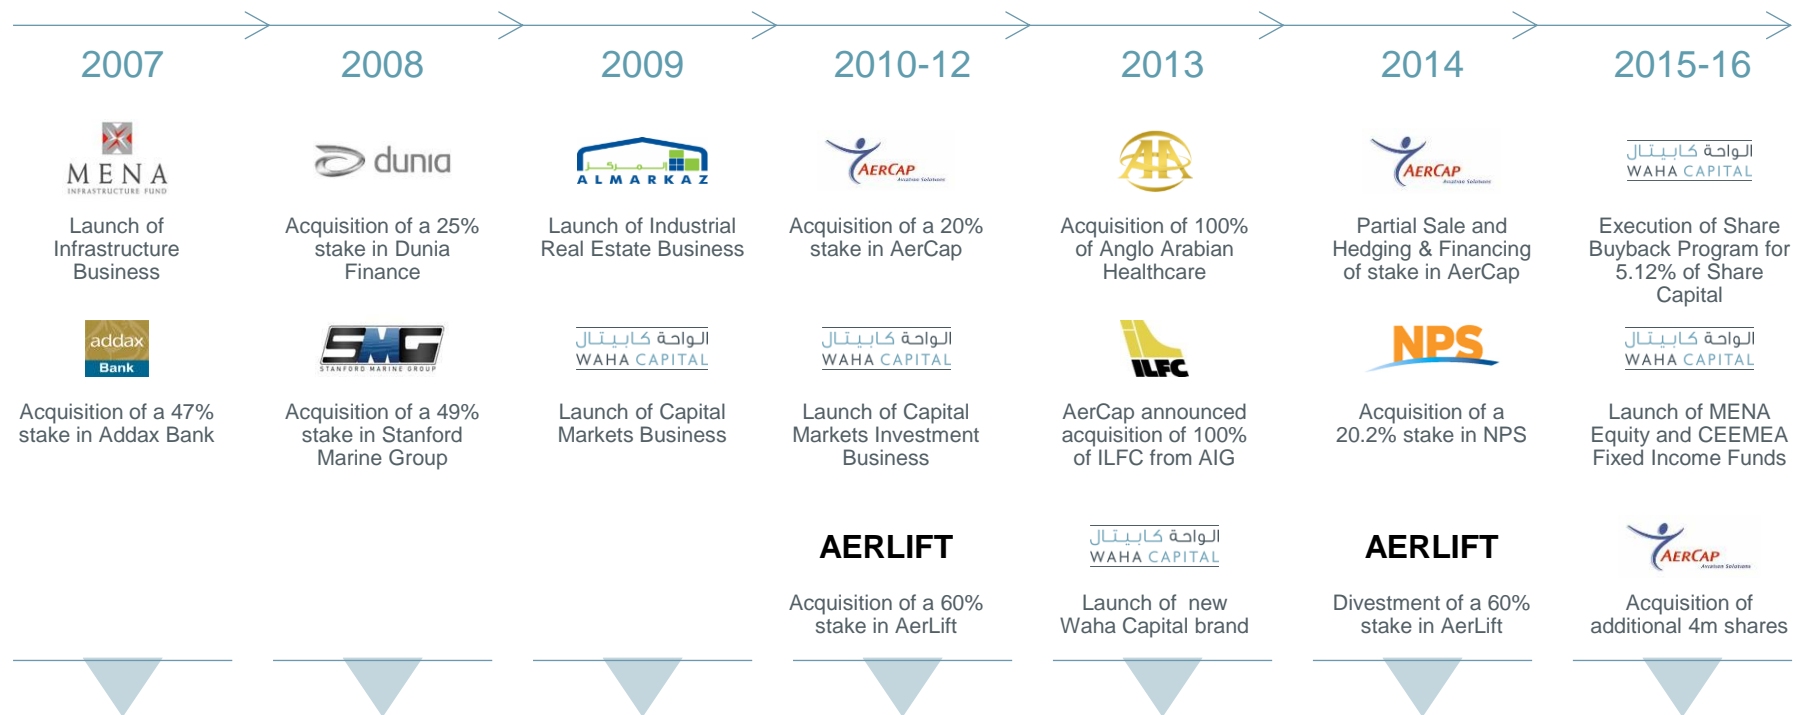 2007
2008
2009
2010-12
2013
2014
2015-16
MENA
INFRASTRUCTURE FUND
Launch of
Infrastructure
Business
dunia
Acquisition of a 25%
stake in Dunia
Finance
المركز
ALMARKAZ
Launch of Industrial
Real Estate Business
AERCAP
Aviation Solutions
Acquisition of a 20%
stake in AerCap
AHA
Acquisition of 100%
of Anglo Arabian
Healthcare
AERCAP
Aviation Solutions
Partial Sale and
Hedging & Financing
of stake in AerCap
الواحة كابيتال
WAHA CAPITAL
Execution of Share
Buyback Program for
5.12% of Share
Capital
addax
Bank
Acquisition of a 47%
stake in Addax Bank
SMG
STANFORD MARINE GROUP
Acquisition of a 49%
stake in Stanford
Marine Group
الواحة كابيتال
WAHA CAPITAL
Launch of Capital
Markets Business
الواحة كابيتال
WAHA CAPITAL
Launch of Capital
Markets Investment
Business
ILFC
AerCap announced
acquisition of 100%
of ILFC from AIG
NPS
Acquisition of a
20.2% stake in NPS
الواحة كابيتال
WAHA CAPITAL
Launch of MENA
Equity and CEEMEA
Fixed Income Funds
AERLIFT
Acquisition of a 60%
stake in AerLift
الواحة كابيتال
WAHA CAPITAL
Launch of  new
Waha Capital brand
AERLIFT
Divestment of a 60%
stake in AerLift
AERCAP
Aviation Solutions
Acquisition of
additional 4m shares